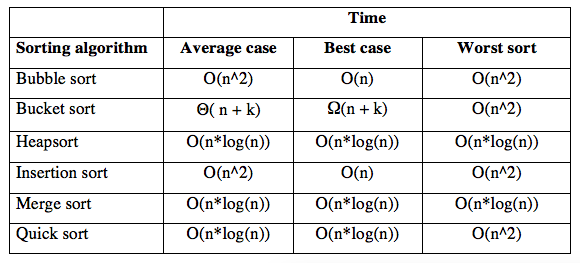 Time
Sorting algorithm Average case Best case Worst sort
Bubble sort O(n^2) O(n) O(n^2)
Bucket sort Θ( n + k) Ω(n + k) O(n^2)
Heapsort O(n*log(n)) O(n*log(n)) O(n*log(n))
Insertion sort O(n^2) O(n) O(n^2)
Merge sort O(n*log(n)) O(n*log(n)) O(n*log(n))
Quick sort O(n*log(n)) O(n*log(n)) O(n^2)